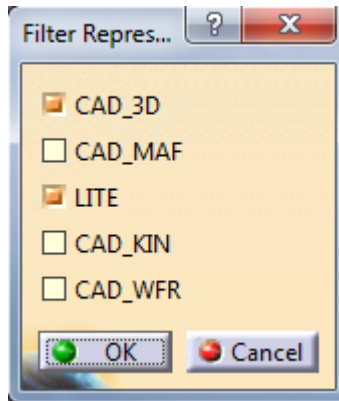 Filter Repres... ? X
CAD_3D
CAD_MAF
LITE
CAD_KIN
CAD_WFR
OK Cancel